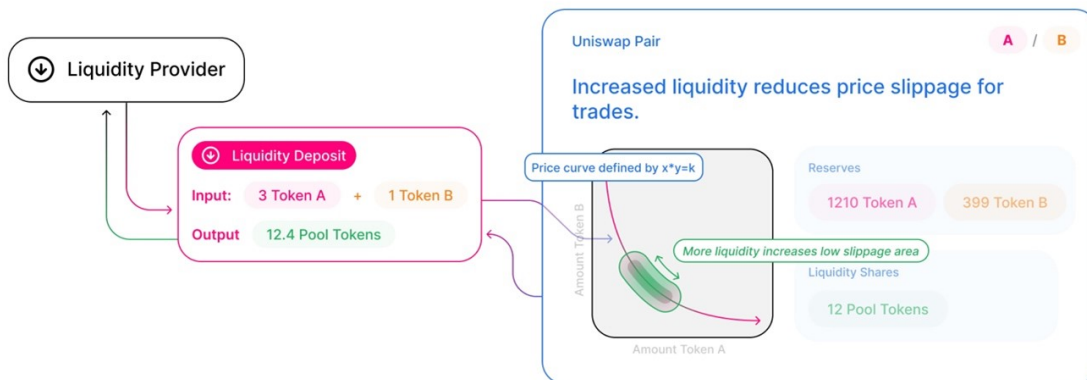 Liquidity Provider
Liquidity Deposit
Input: 3 Token A + 1 Token B
Output 12.4 Pool Tokens
Uniswap Pair
A / B
Increased liquidity reduces price slippage for
trades.
Price curve defined by x*y=k
Amount Token B
More liquidity increases low slippage area
Amount Token A
Reserves
1210 Token A 399 Token B
Liquidity Shares
12 Pool Tokens